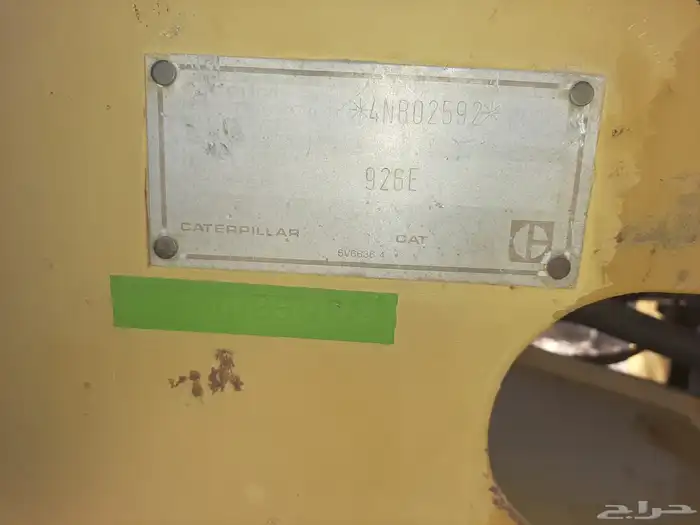 *4NB02592*
926E
CATERPILLAR CAT
حراج